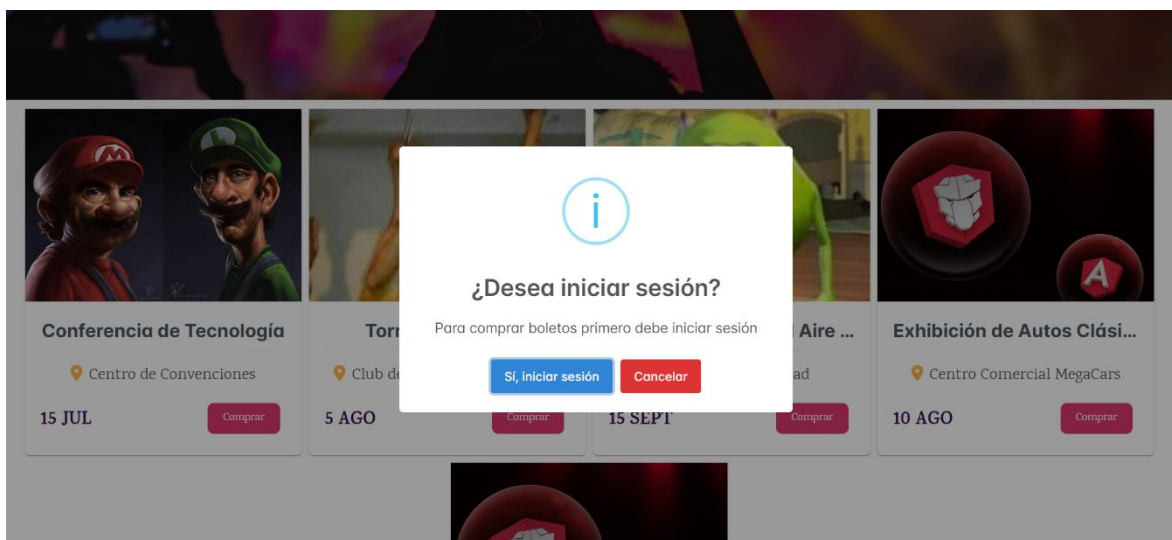 ¿Desea iniciar sesión?
Para comprar boletos primero debe iniciar sesión
Sí, iniciar sesión
Cancelar
Conferencia de Tecnología
Centro de Convenciones
15 JUL
Comprar
Club de
5 AGO
Comprar
Aire ...
15 SEPT
Comprar
Exhibición de Autos Clási...
Centro Comercial MegaCars
10 AGO
Comprar
A